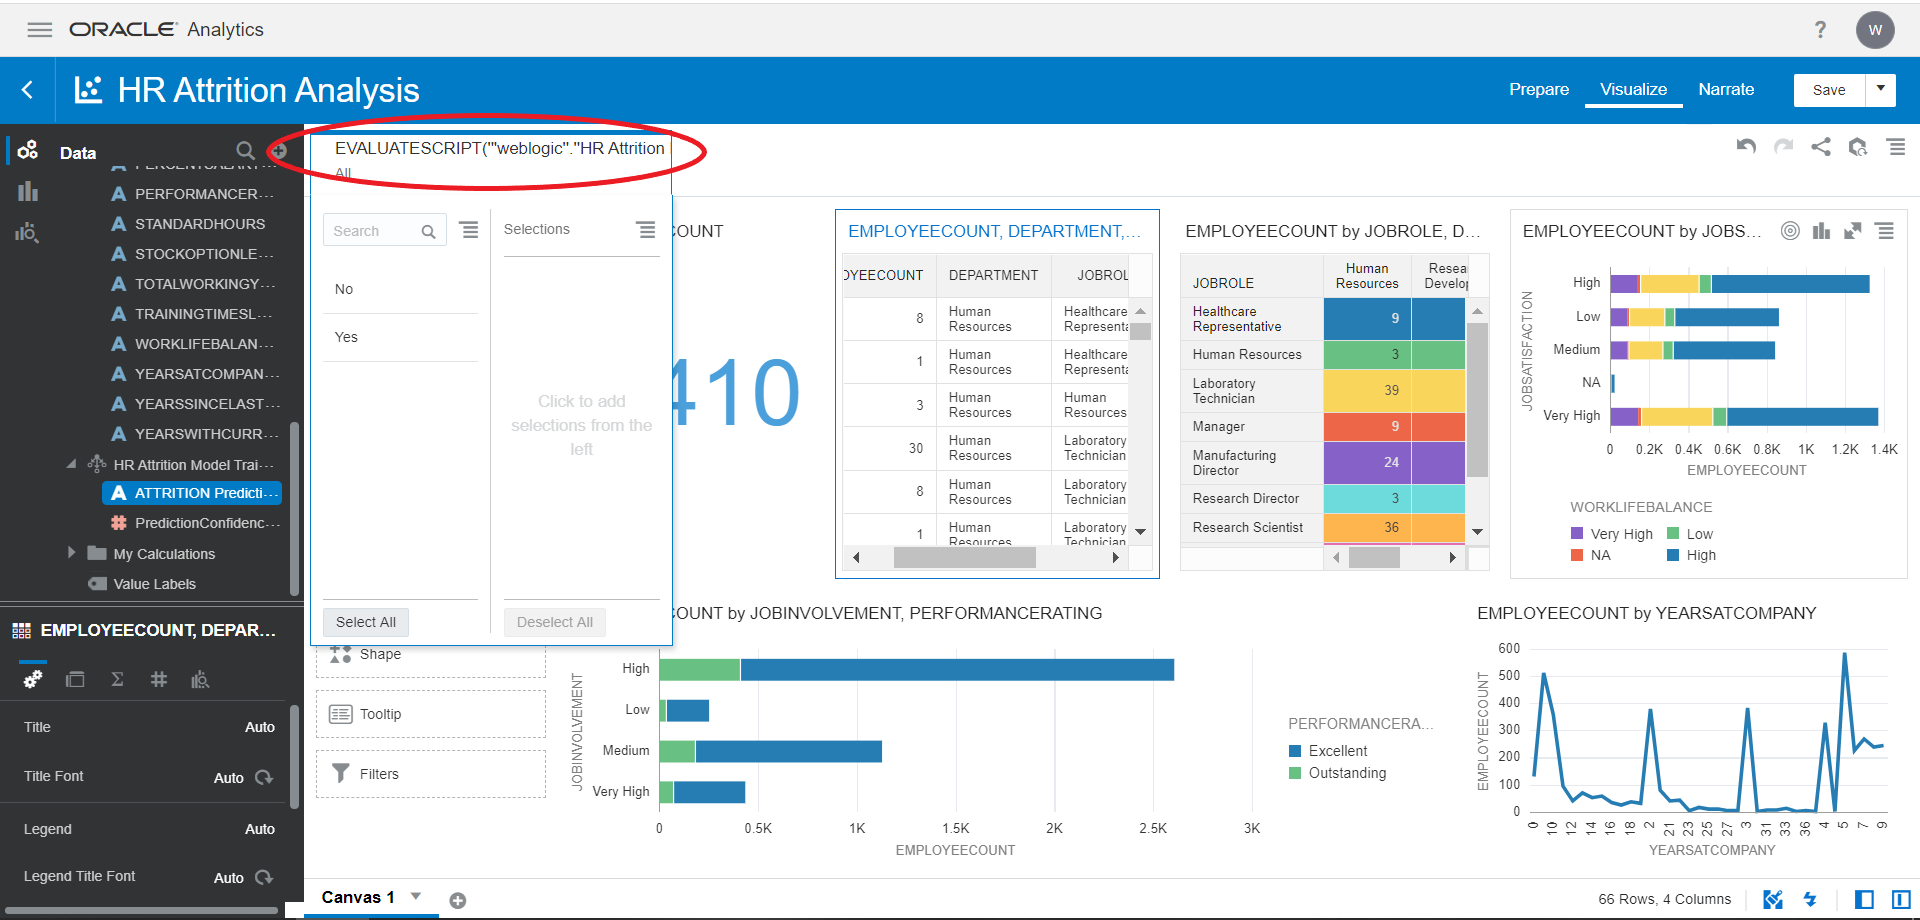 ORACLE Analytics
? W
HR Attrition Analysis
Prepare Visualize Narrate Save
Data
PERFORMANCER...
STANDARDHOURS
STOCKOPTIONLE...
TOTALWORKINGY...
TRAININGTIMESL...
WORKLIFEBALAN...
YEARSATCOMPAN...
YEARSSINCELAST...
YEARSWITHCURR...
HR Attrition Model Trai...
ATTRITION Predicti...
PredictionConfidenc...
My Calculations
Value Labels
EMPLOYEECOUNT, DEPAR...
Title Auto
Title Font Auto
Legend Auto
Legend Title Font Auto
EVALUATESCRIPT('"weblogic"."HR Attrition
All
Search
Selections
No
Yes
Click to add
selections from the
left
Select All
Deselect All
Shape
Tooltip
Filters
COUNT
410
EMPLOYEECOUNT, DEPARTMENT,...
OYEECOUNT DEPARTMENT JOBROL
8 Human Resources Healthcare Representa
1 Human Resources Healthcare Representa
3 Human Resources Human Resources
30 Human Resources Laboratory Technician
8 Human Resources Laboratory Technician
1 Human Resources Laboratory Technician
EMPLOYEECOUNT by JOBROLE, D...
JOBROLE Human Resources Resea Develop
Healthcare Representative 9
Human Resources 3
Laboratory Technician 39
Manager 9
Manufacturing Director 24
Research Director 3
Research Scientist 36
EMPLOYEECOUNT by JOBS...
JOBSATISFACTION
High
Low
Medium
NA
Very High
0 0.2K 0.4K 0.6K 0.8K 1K 1.2K 1.4K
EMPLOYEECOUNT
WORKLIFEBALANCE
Very High Low
NA High
COUNT by JOBINVOLVEMENT, PERFORMANCERATING
JOBINVOLVEMENT
High
Low
Medium
Very High
0 0.5K 1K 1.5K 2K 2.5K 3K
EMPLOYEECOUNT
PERFORMANCERA...
Excellent
Outstanding
EMPLOYEECOUNT by YEARSATCOMPANY
EMPLOYEECOUNT
600
500
400
300
200
100
0
0 10 12 14 16 18 2 21 23 25 27 3 31 33 36 4 5 7 9
YEARSATCOMPANY
Canvas 1
66 Rows, 4 Columns